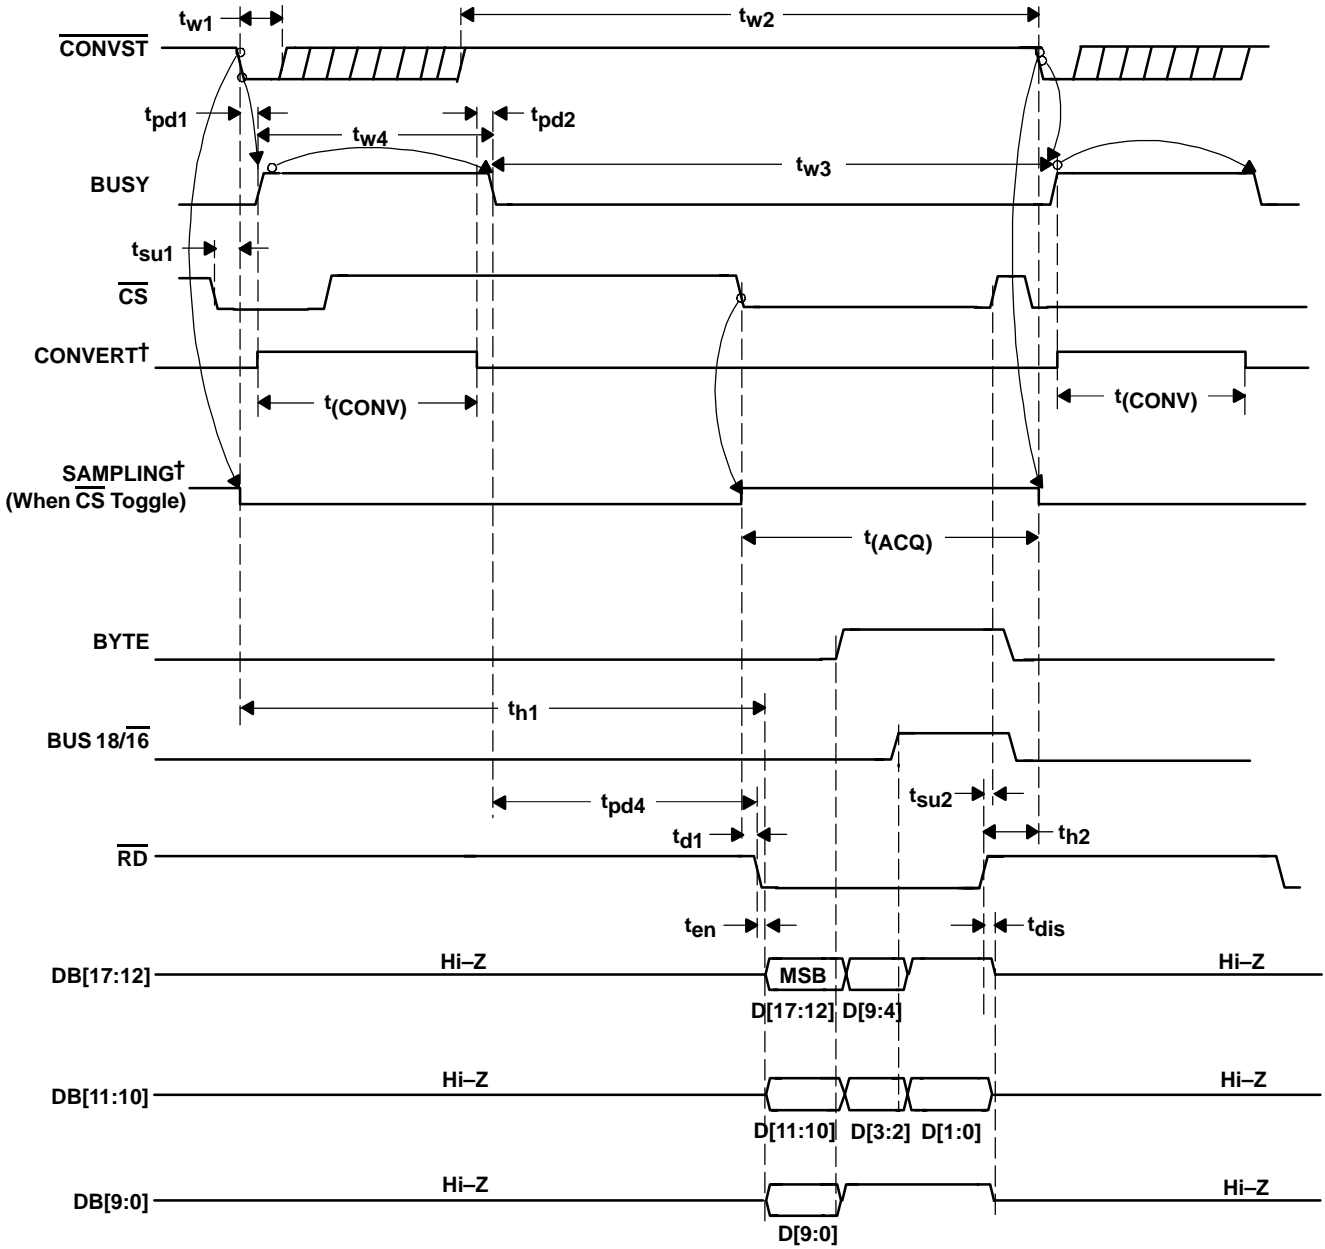 tw1
tw2
CONVST
tpd1
tw4
tpd2
tw3
BUSY
tsu1
CS
CONVERT†
t(CONV)
t(CONV)
SAMPLING†
(When CS Toggle)
t(ACQ)
BYTE
th1
BUS 18/16
tpd4
tsu2
td1
th2
RD
ten
tdis
Hi–Z
Hi–Z
DB[17:12]
MSB
D[17:12]
D[9:4]
Hi–Z
Hi–Z
DB[11:10]
D[11:10]
D[3:2]
D[1:0]
Hi–Z
Hi–Z
DB[9:0]
D[9:0]